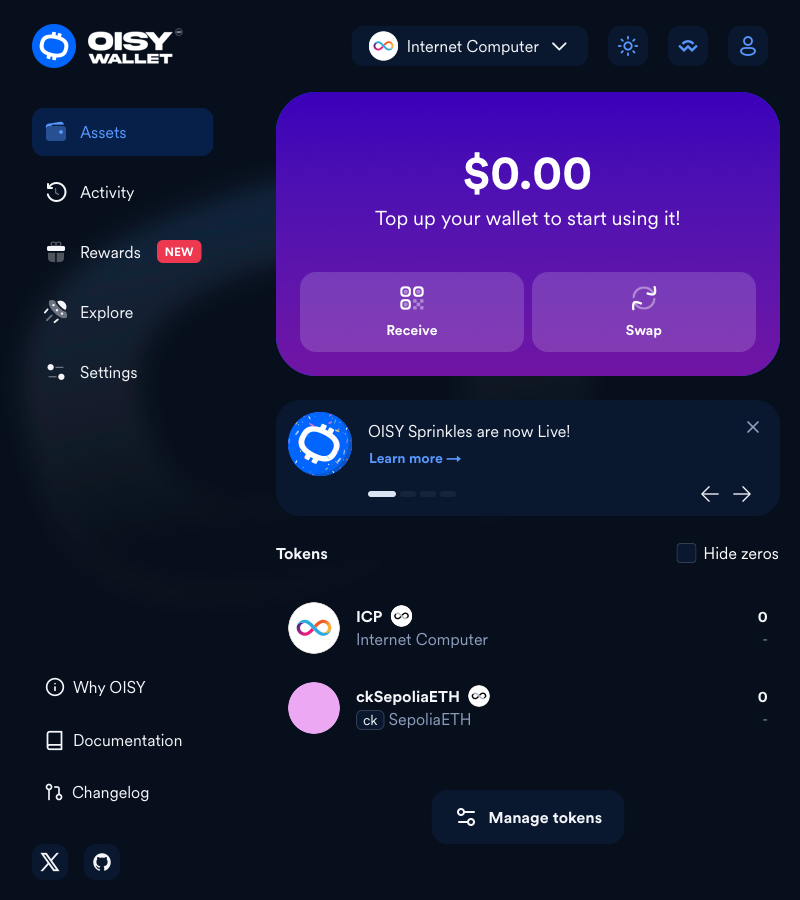 OISY
WALLET
Internet Computer
Assets
Activity
Rewards NEW
Explore
Settings
$0.00
Top up your wallet to start using it!
Receive
Swap
OISY Sprinkles are now Live!
Learn more →
Tokens
Hide zeros
ICP
0
Internet Computer
-
ckSepoliaETH
0
ck SepoliaETH
-
Manage tokens
Why OISY
Documentation
Changelog